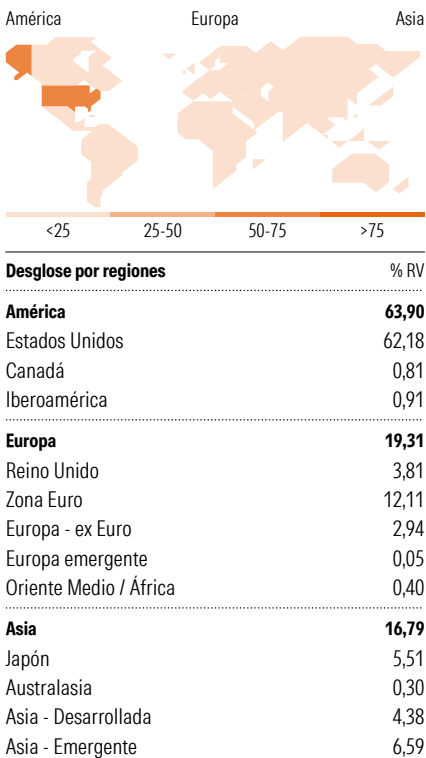 América Europa Asia
<25 25-50 50-75 >75
Desglose por regiones % RV
América 63,90
Estados Unidos 62,18
Canadá 0,81
Iberoamérica 0,91
Europa 19,31
Reino Unido 3,81
Zona Euro 12,11
Europa - ex Euro 2,94
Europa emergente 0,05
Oriente Medio / África 0,40
Asia 16,79
Japón 5,51
Australasia 0,30
Asia - Desarrollada 4,38
Asia - Emergente 6,59